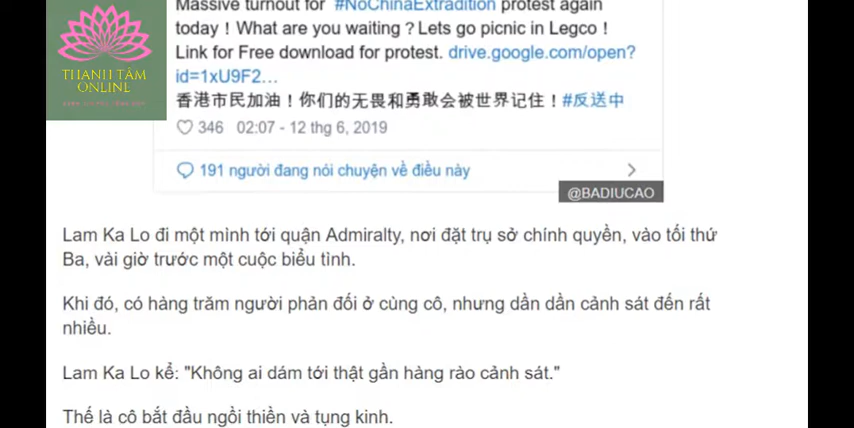 Massive turnout for #NoChinaExtradition protest again
today! What are you waiting? Lets go picnic in Legco!
Link for Free download for protest. drive.google.com/open?
id=1xU9F2...
香港市民加油！你们的无畏和勇敢会被世界记住！#反送中
346 02:07 - 12 thg 6, 2019
191 người đang nói chuyện về điều này
@BADIUCAO
THANH TÂM
ONLINE
Lam Ka Lo đi một mình tới quận Admiralty, nơi đặt trụ sở chính quyền, vào tối thứ
Ba, vài giờ trước một cuộc biểu tình.
Khi đó, có hàng trăm người phản đối ở cùng cô, nhưng dần dần cảnh sát đến rất
nhiều.
Lam Ka Lo kể: "Không ai dám tới thật gần hàng rào cảnh sát."
Thế là cô bắt đầu ngồi thiền và tụng kinh.